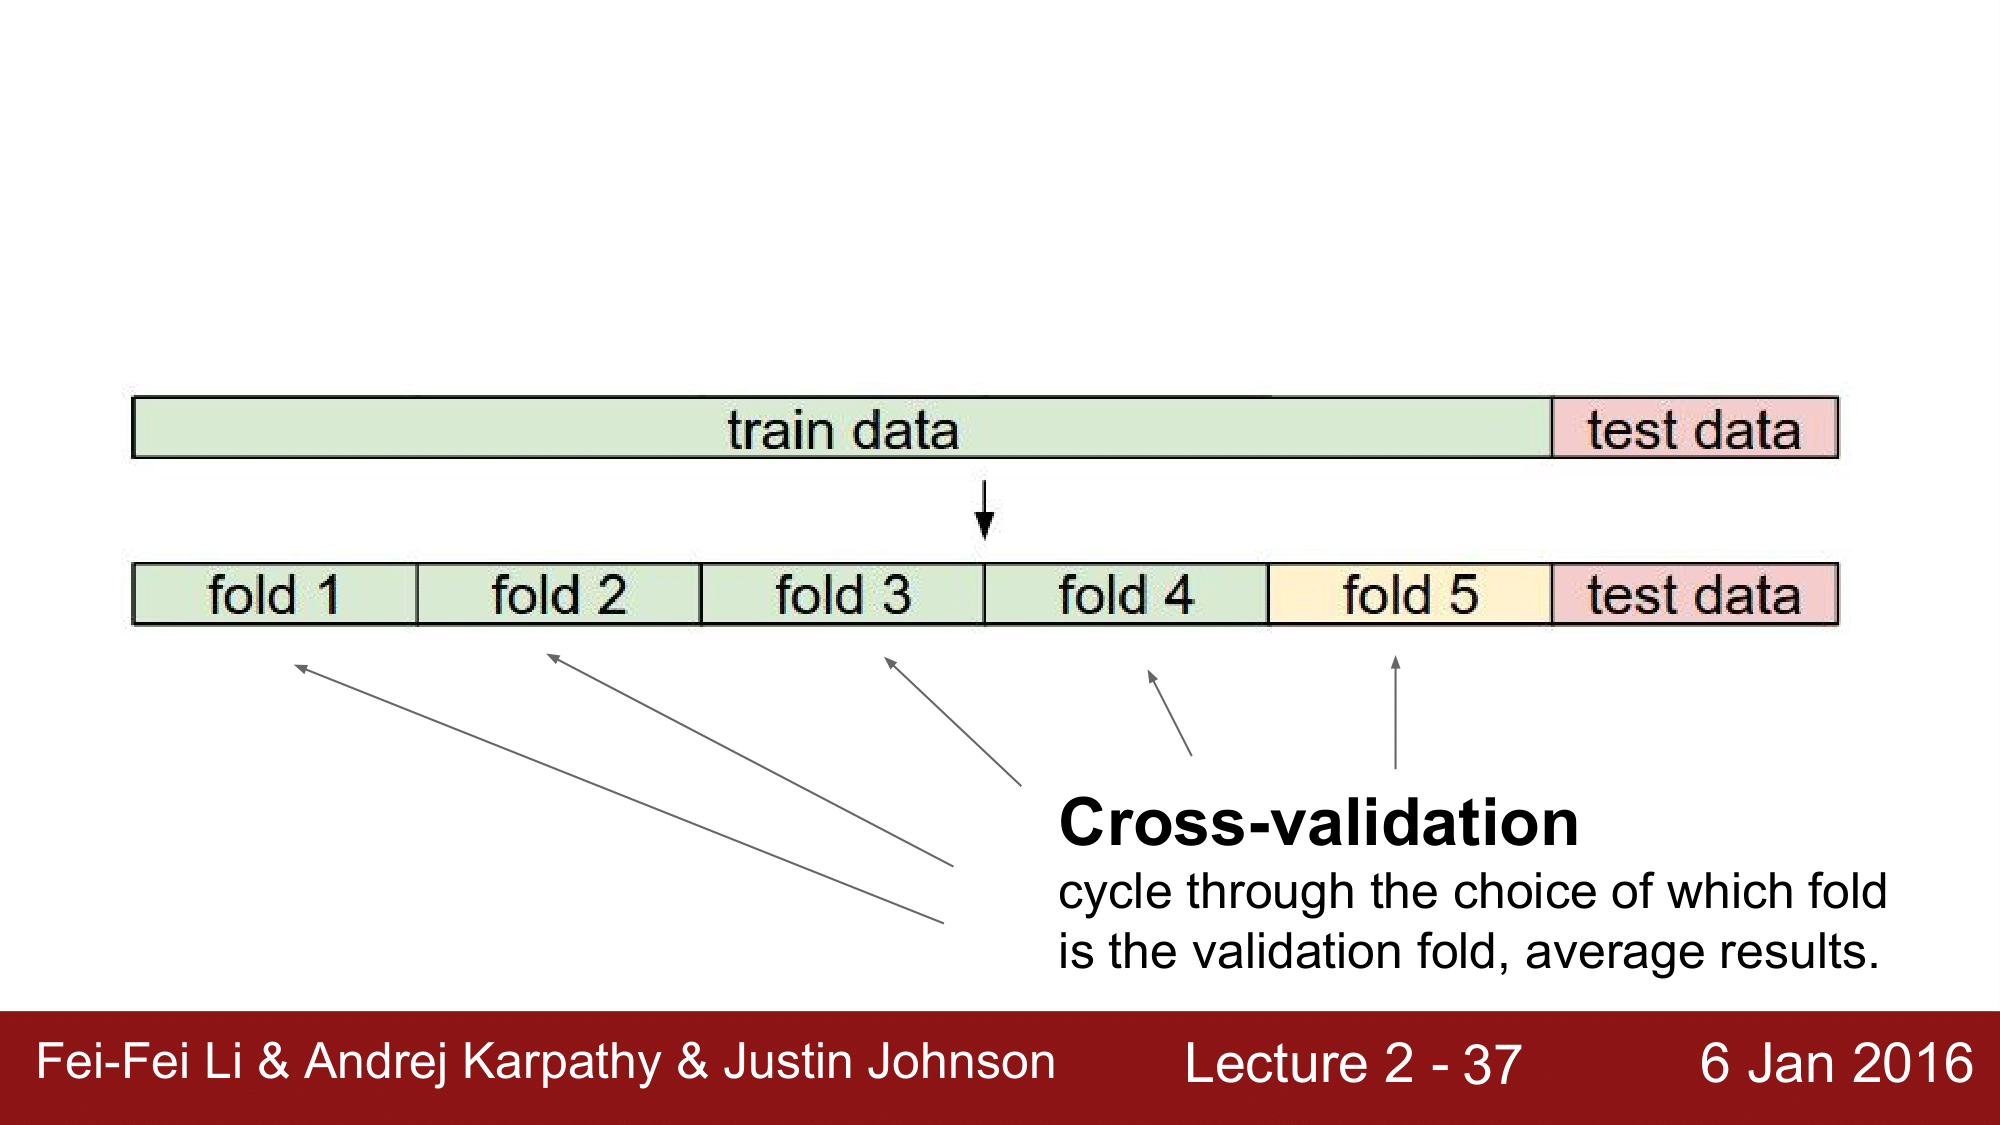 train data test data
fold 1 fold 2 fold 3 fold 4 fold 5 test data
Cross-validation
cycle through the choice of which fold
is the validation fold, average results.
Fei-Fei Li & Andrej Karpathy & Justin Johnson Lecture 2 - 37 6 Jan 2016